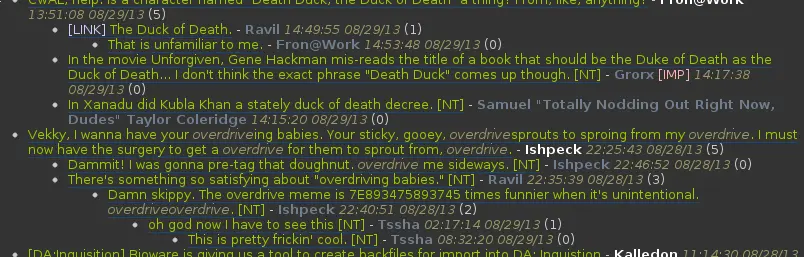 CWAL, help. Is a character named "Death Duck, the Duck of Death" a thing? From, like, anything? - Fron@Work
13:51:08 08/29/13 (5)
[LINK] The Duck of Death. - Ravil 14:49:55 08/29/13 (1)
That is unfamiliar to me. - Fron@Work 14:53:48 08/29/13 (0)
In the movie Unforgiven, Gene Hackman mis-reads the title of a book that should be the Duke of Death as the
Duck of Death... I don't think the exact phrase "Death Duck" comes up though. [NT] - Grorx [IMP] 14:17:38
08/29/13 (0)
In Xanadu did Kubla Khan a stately duck of death decree. [NT] - Samuel "Totally Nodding Out Right Now,
Dudes" Taylor Coleridge 14:15:20 08/29/13 (0)
Vekky, I wanna have your overdriveing babies. Your sticky, gooey, overdrivesprouts to sproing from my overdrive. I must
now have the surgery to get a overdrive for them to sprout from, overdrive. - Ishpeck 22:25:43 08/28/13 (5)
Dammit! I was gonna pre-tag that doughnut. overdrive me sideways. [NT] - Ishpeck 22:46:52 08/28/13 (0)
There's something so satisfying about "overdriving babies." [NT] - Ravil 22:35:39 08/28/13 (3)
Damn skippy. The overdrive meme is 7E893475893745 times funnier when it's unintentional.
overdriveoverdrive. [NT] - Ishpeck 22:40:51 08/28/13 (2)
oh god now I have to see this [NT] - Tssha 02:17:14 08/29/13 (1)
This is pretty frickin' cool. [NT] - Tssha 08:32:20 08/29/13 (0)
[DA:Inquisition] Bioware is giving us a tool to create backfiles for import into DA: Inquistion - Kalledon 11:14:30 08/28/13